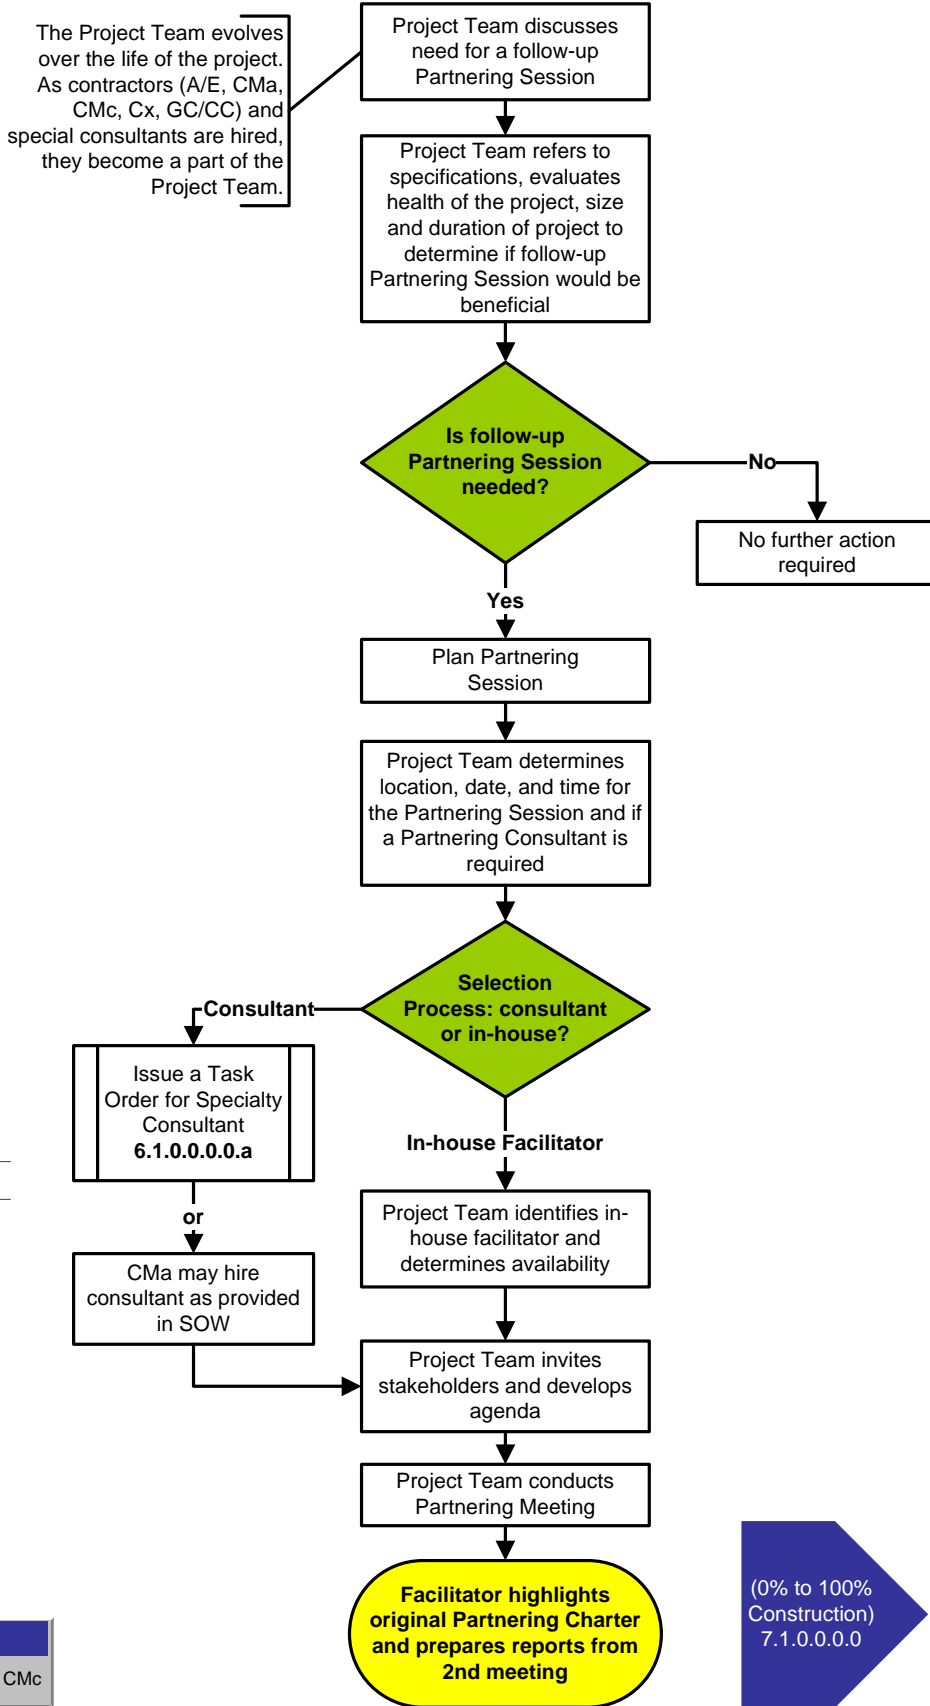 The Project Team evolves
over the life of the project.
As contractors (A/E, CMa,
CMc, Cx, GC/CC) and
special consultants are hired,
they become a part of the
Project Team.
Project Team discusses
need for a follow-up
Partnering Session
Project Team refers to
specifications, evaluates
health of the project, size
and duration of project to
determine if follow-up
Partnering Session would be
beneficial
Is follow-up
Partnering Session
needed?
No
No further action
required
Yes
Plan Partnering
Session
Project Team determines
location, date, and time for
the Partnering Session and if
a Partnering Consultant is
required
Selection
Process: consultant
or in-house?
Consultant
Issue a Task
Order for Specialty
Consultant
6.1.0.0.0.0.a
or
CMa may hire
consultant as provided
in SOW
In-house Facilitator
Project Team identifies in-
house facilitator and
determines availability
Project Team invites
stakeholders and develops
agenda
Project Team conducts
Partnering Meeting
Facilitator highlights
original Partnering Charter
and prepares reports from
2nd meeting
(0% to 100%
Construction)
7.1.0.0.0.0
CMc